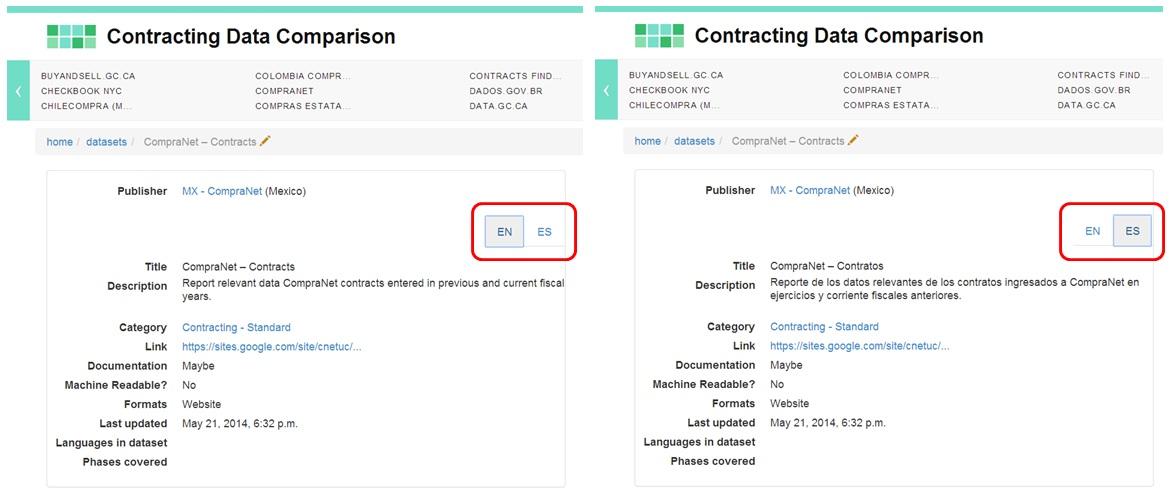 Contracting Data Comparison
BUYANDSELL.GC.CA COLOMBIA COMPR... CONTRACTS FIND...
CHECKBOOK NYC COMPRANET DADOS.GOV.BR
CHILECOMPRA (M... COMPRAS ESTATA... DATA.GC.CA
home / datasets / CompraNet – Contracts
Publisher MX - CompraNet (Mexico)
EN ES
Title CompraNet – Contracts
Description Report relevant data CompraNet contracts entered in previous and current fiscal
years.
Category Contracting - Standard
Link https://sites.google.com/site/cnetuc/...
Documentation Maybe
Machine Readable? No
Formats Website
Last updated May 21, 2014, 6:32 p.m.
Languages in dataset
Phases covered
Contracting Data Comparison
BUYANDSELL.GC.CA COLOMBIA COMPR... CONTRACTS FIND...
CHECKBOOK NYC COMPRANET DADOS.GOV.BR
CHILECOMPRA (M... COMPRAS ESTATA... DATA.GC.CA
home / datasets / CompraNet – Contracts
Publisher MX - CompraNet (Mexico)
EN ES
Title CompraNet – Contratos
Description Reporte de los datos relevantes de los contratos ingresados a CompraNet en
ejercicios y corriente fiscales anteriores.
Category Contracting - Standard
Link https://sites.google.com/site/cnetuc/...
Documentation Maybe
Machine Readable? No
Formats Website
Last updated May 21, 2014, 6:32 p.m.
Languages in dataset
Phases covered